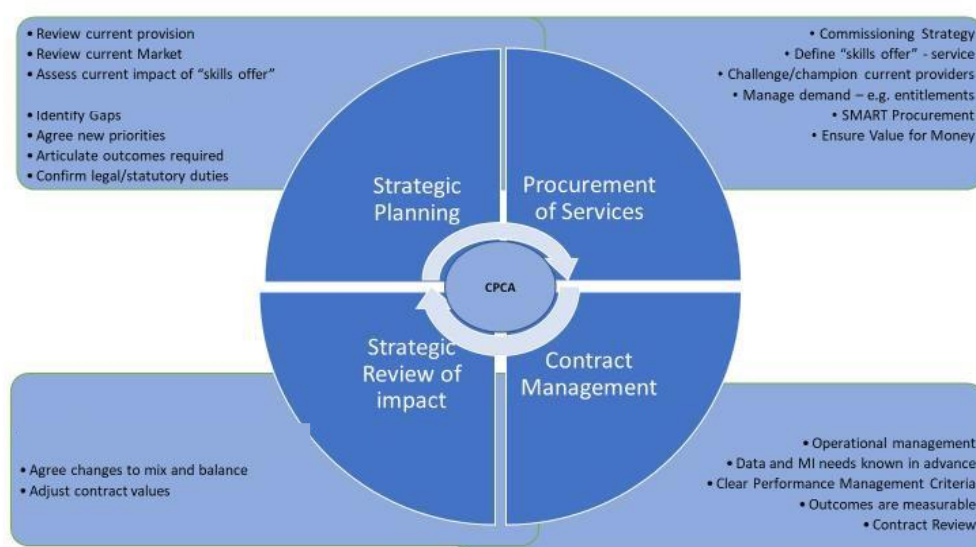 • Review current provision
• Review current Market
• Assess current impact of “skills offer”
• Identify Gaps
• Agree new priorities
• Articulate outcomes required
• Confirm legal/statutory duties
• Commissioning Strategy
• Define “skills offer” - service
• Challenge/champion current providers
• Manage demand – e.g. entitlements
• SMART Procurement
• Ensure Value for Money
Strategic
Planning
Procurement
of Services
CPCA
Strategic
Review of
impact
Contract
Management
• Agree changes to mix and balance
• Adjust contract values
• Operational management
• Data and MI needs known in advance
• Clear Performance Management Criteria
• Outcomes are measurable
• Contract Review